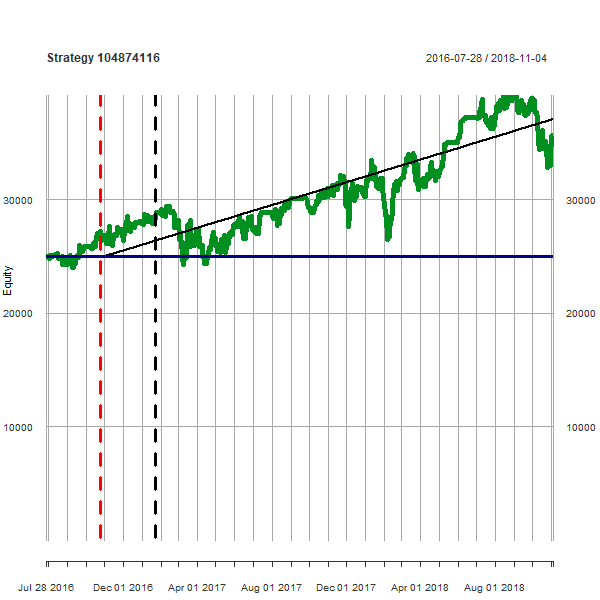 Strategy 104874116 2016-07-28 / 2018-11-04
30000 30000
20000 20000
10000 10000
Equity
Jul 28 2016 Dec 01 2016 Apr 01 2017 Aug 01 2017 Dec 01 2017 Apr 01 2018 Aug 01 2018